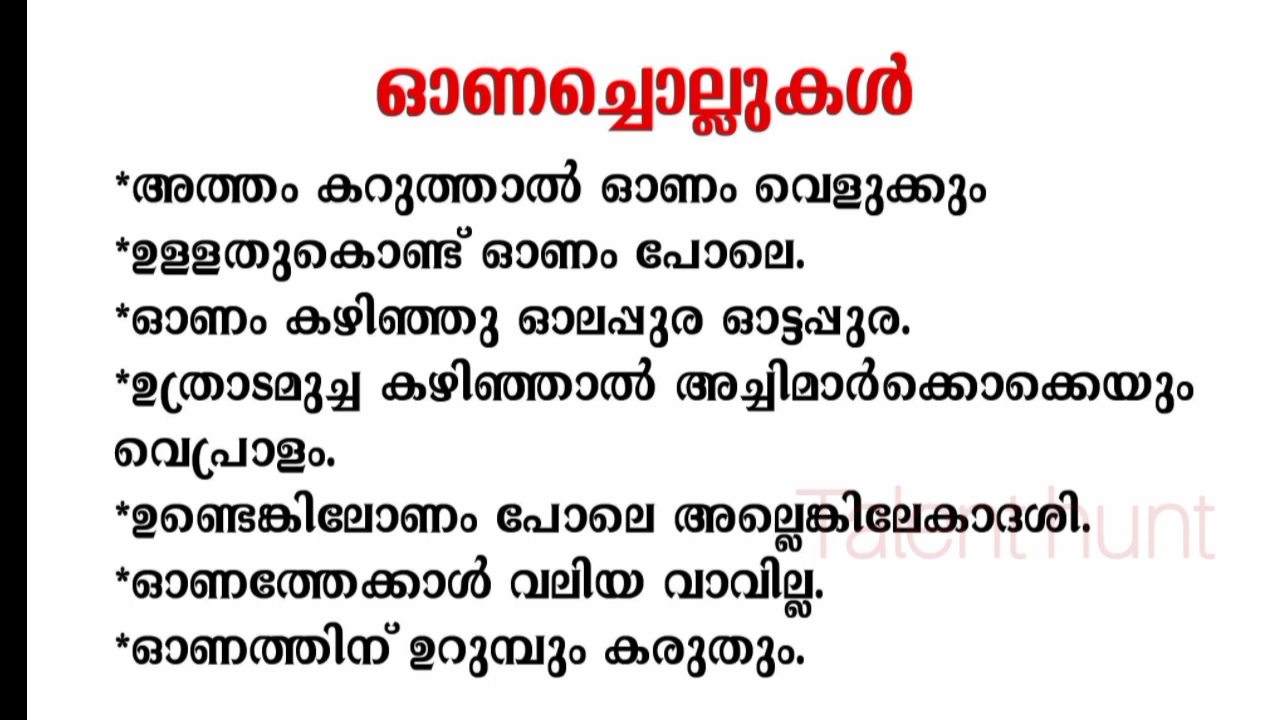 ഓണച്ചൊല്ലുകൾ
*അത്തം കറുത്താൽ ഓണം വെളുക്കും
*ഉള്ളതുകൊണ്ട് ഓണം പോലെ.
*ഓണം കഴിഞ്ഞു ഓലപ്പുര ഓട്ടപ്പുര.
*ഉത്രാടമുച്ച കഴിഞ്ഞാൽ അച്ചിമാർക്കൊക്കെയും
വെപ്രാളം.
*ഉണ്ടെങ്കിലോണം പോലെ അല്ലെങ്കിലേകാദശി.
Talent hunt
*ഓണത്തേക്കാൾ വലിയ വാവില്ല.
*ഓണത്തിന് ഉറുമ്പും കരുതും.